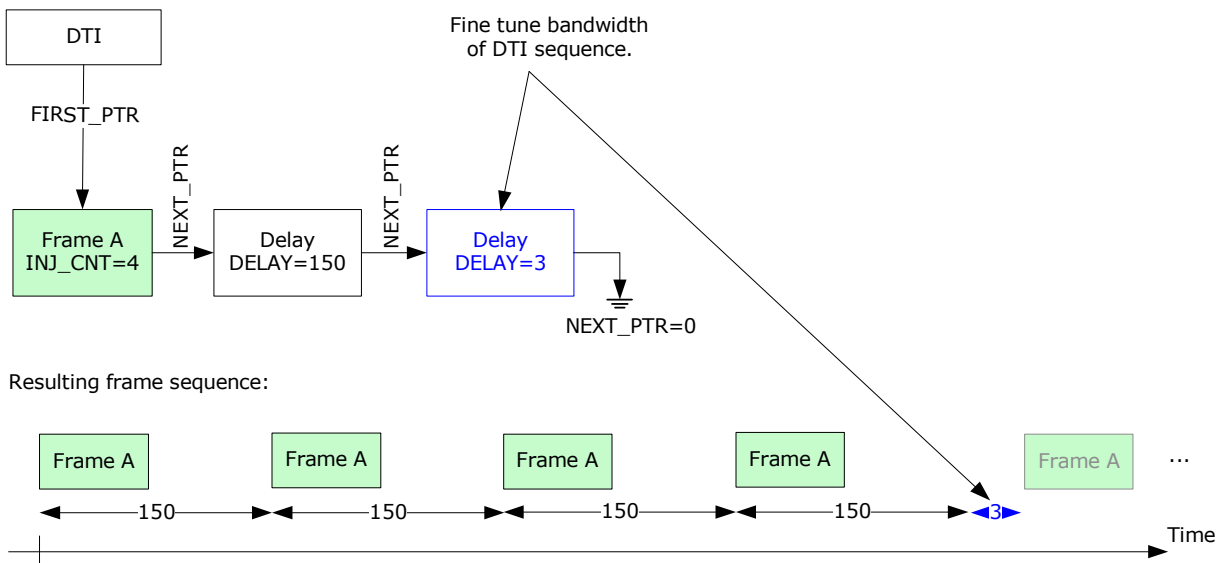 DTI
Fine tune bandwidth
of DTI sequence.
FIRST_PTR
NEXT_PTR
NEXT_PTR
Frame A
INJ_CNT=4
Delay
DELAY=150
Delay
DELAY=3
NEXT_PTR=0
Resulting frame sequence:
Frame A
Frame A
Frame A
Frame A
Frame A
...
150
150
150
150
3
Time